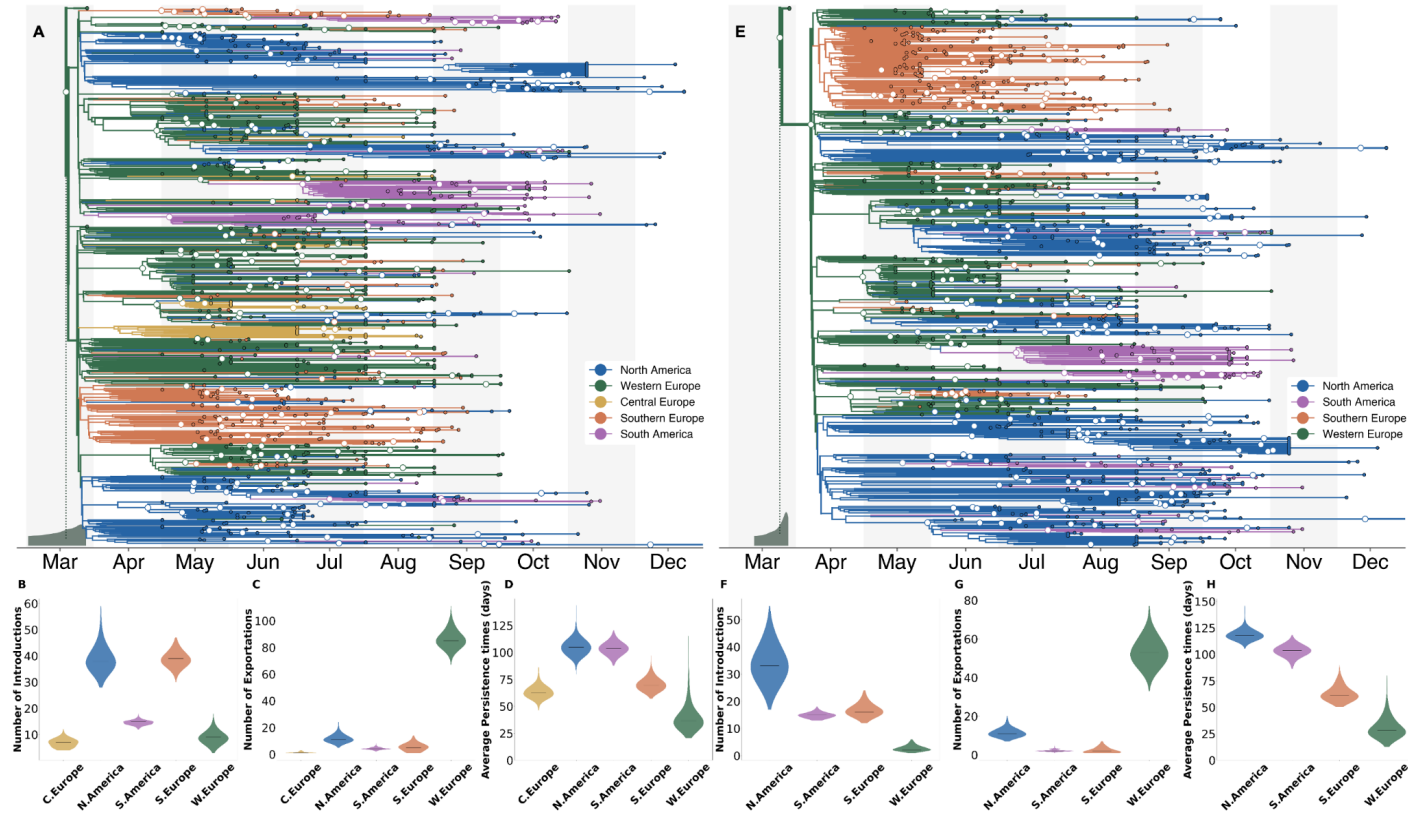 A
North America
Western Europe
Central Europe
Southern Europe
South America
Mar Apr May Jun Jul Aug Sep Oct Nov Dec
E
North America
South America
Southern Europe
Western Europe
Mar Apr May Jun Jul Aug Sep Oct Nov Dec
B
Number of Introductions
60
50
40
30
20
10
C.Europe N.America S.America S.Europe W.Europe
C
Number of Exportations
100
80
60
40
20
0
C.Europe N.America S.America S.Europe W.Europe
D
Average Persistence times (days)
125
100
75
50
25
0
C.Europe N.America S.America S.Europe W.Europe
F
Number of Introductions
50
40
30
20
10
0
N.America S.America S.Europe W.Europe
G
Number of Exportations
80
60
40
20
0
N.America S.America S.Europe W.Europe
H
Average Persistence times (days)
150
125
100
75
50
25
0
N.America S.America S.Europe W.Europe